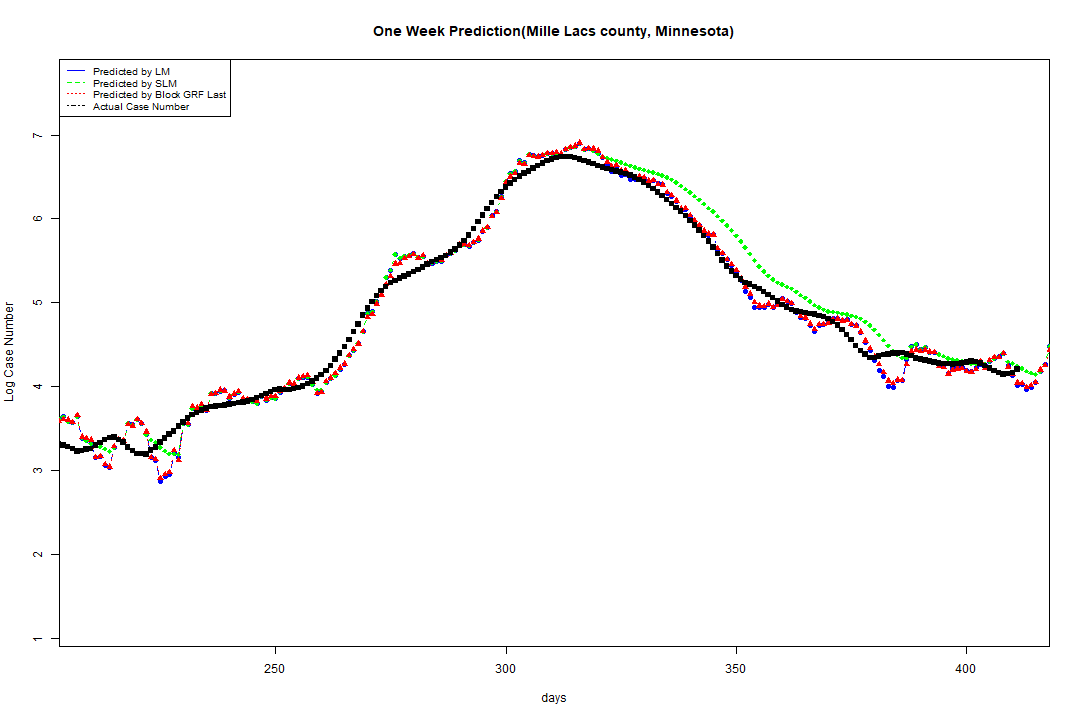 One Week Prediction(Mille Lacs county, Minnesota)
Predicted by LM
Predicted by SLM
Predicted by Block GRF Last
Actual Case Number
7
6
5
4
3
2
1
Log Case Number
250 300 350 400
days